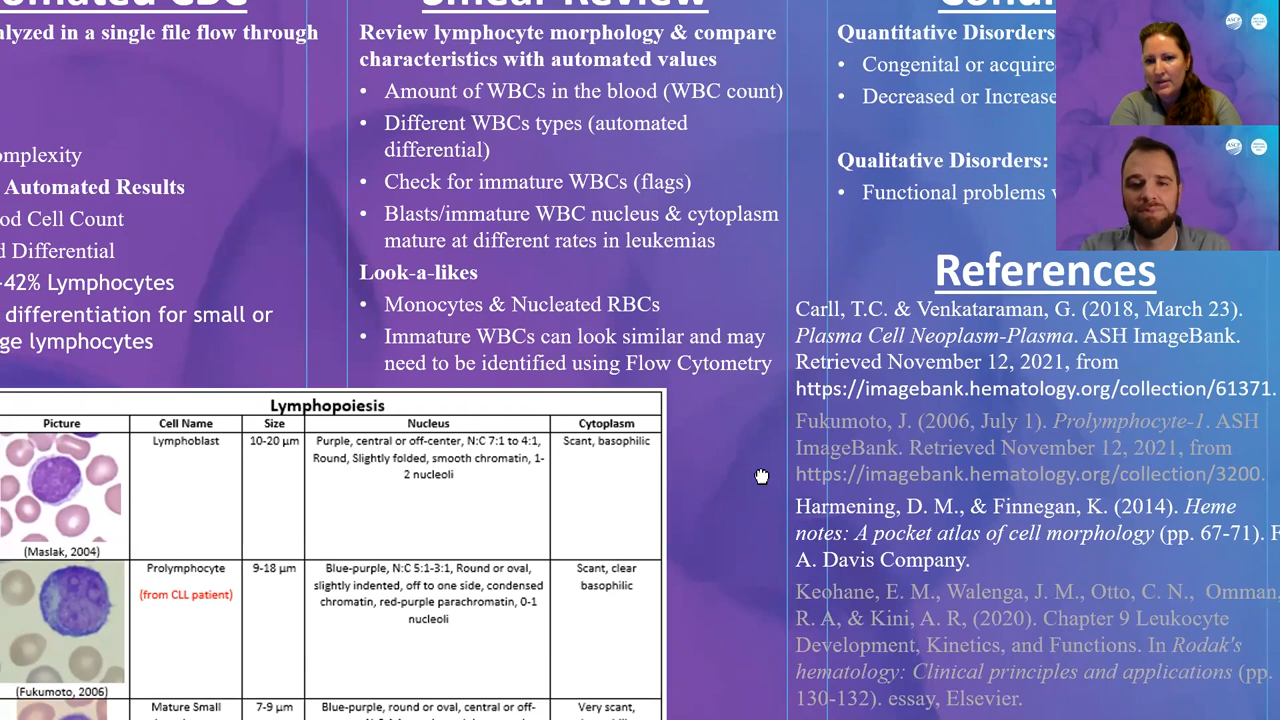 alyzed in a single file flow through
omplexity
Automated Results
od Cell Count
d Differential
-42% Lymphocytes
differentiation for small or
ge lymphocytes
Smear Review
Review lymphocyte morphology & compare
characteristics with automated values
• Amount of WBCs in the blood (WBC count)
• Different WBCs types (automated
differential)
• Check for immature WBCs (flags)
• Blasts/immature WBC nucleus & cytoplasm
mature at different rates in leukemias
Look-a-likes
• Monocytes & Nucleated RBCs
• Immature WBCs can look similar and may
need to be identified using Flow Cytometry
Quantitative Disorders
• Congenital or acquire
• Decreased or Increase
Qualitative Disorders:
• Functional problems
References
Carll, T.C. & Venkataraman, G. (2018, March 23).
Plasma Cell Neoplasm-Plasma. ASH ImageBank.
Retrieved November 12, 2021, from
https://imagebank.hematology.org/collection/61371.
Fukumoto, J. (2006, July 1). Prolymphocyte-1. ASH
ImageBank. Retrieved November 12, 2021, from
https://imagebank.hematology.org/collection/3200.
Harmening, D. M., & Finnegan, K. (2014). Heme
notes: A pocket atlas of cell morphology (pp. 67-71). F
A. Davis Company.
Keohane, E. M., Walenga, J. M., Otto, C. N., Omman.
R. A, & Kini, A. R, (2020). Chapter 9 Leukocyte
Development, Kinetics, and Functions. In Rodak's
hematology: Clinical principles and applications (pp.
130-132). essay, Elsevier.
Lymphopoiesis
Picture Cell Name Size Nucleus Cytoplasm
Lymphoblast 10-20 µm Purple, central or off-center, N:C 7:1 to 4:1, Scant, basophilic
Round, Slightly folded, smooth chromatin, 1-
2 nucleoli
(Maslak, 2004)
Prolymphocyte 9-18 µm Blue-purple, N:C 5:1-3:1, Round or oval, Scant, clear
(from CLL patient) slightly indented, off to one side, condensed basophilic
chromatin, red-purple parachromatin, 0-1
nucleoli
(Fukumoto, 2006)
Mature Small 7-9 µm Blue-purple, round or oval, central or off- Very scant,